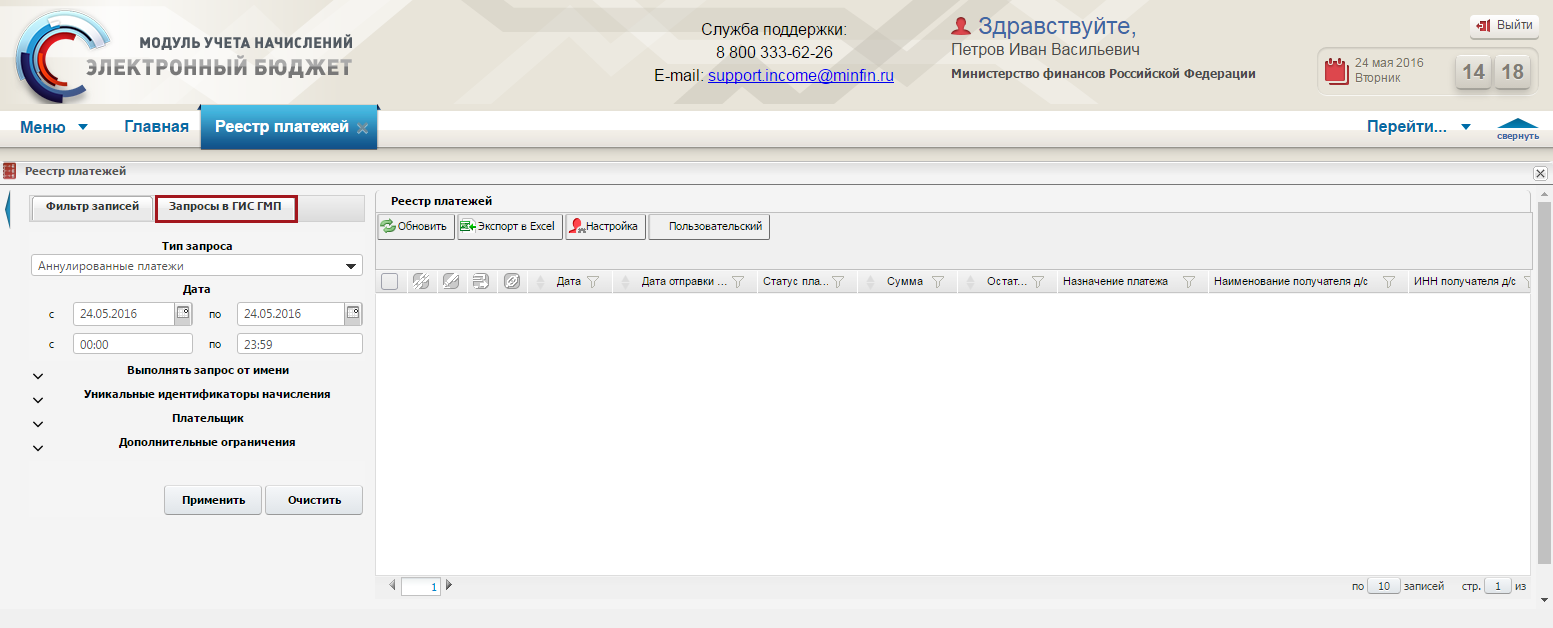 МОДУЛЬ УЧЕТА НАЧИСЛЕНИЙ
ЭЛЕКТРОННЫЙ БЮДЖЕТ
Служба поддержки:
8 800 333-62-26
E-mail: support.income@minfin.ru
Здравствуйте,
Петров Иван Васильевич
Министерство финансов Российской Федерации
Выйти
24 мая 2016
Вторник
14 18
Меню Главная Реестр платежей Перейти...
свернуть
Реестр платежей
Фильтр записей Запросы в ГИС ГМП
Тип запроса
Аннулированные платежи
Дата
с 24.05.2016 по 24.05.2016
с 00:00 по 23:59
Выполнять запрос от имени
Уникальные идентификаторы начисления
Плательщик
Дополнительные ограничения
Применить Очистить
Реестр платежей
Обновить Экспорт в Excel Настройка Пользовательский
Дата Дата отправки ... Статус пла... Сумма Остат... Назначение платежа Наименование получателя д/с ИНН получателя д/с
1 по 10 записей стр. 1 из